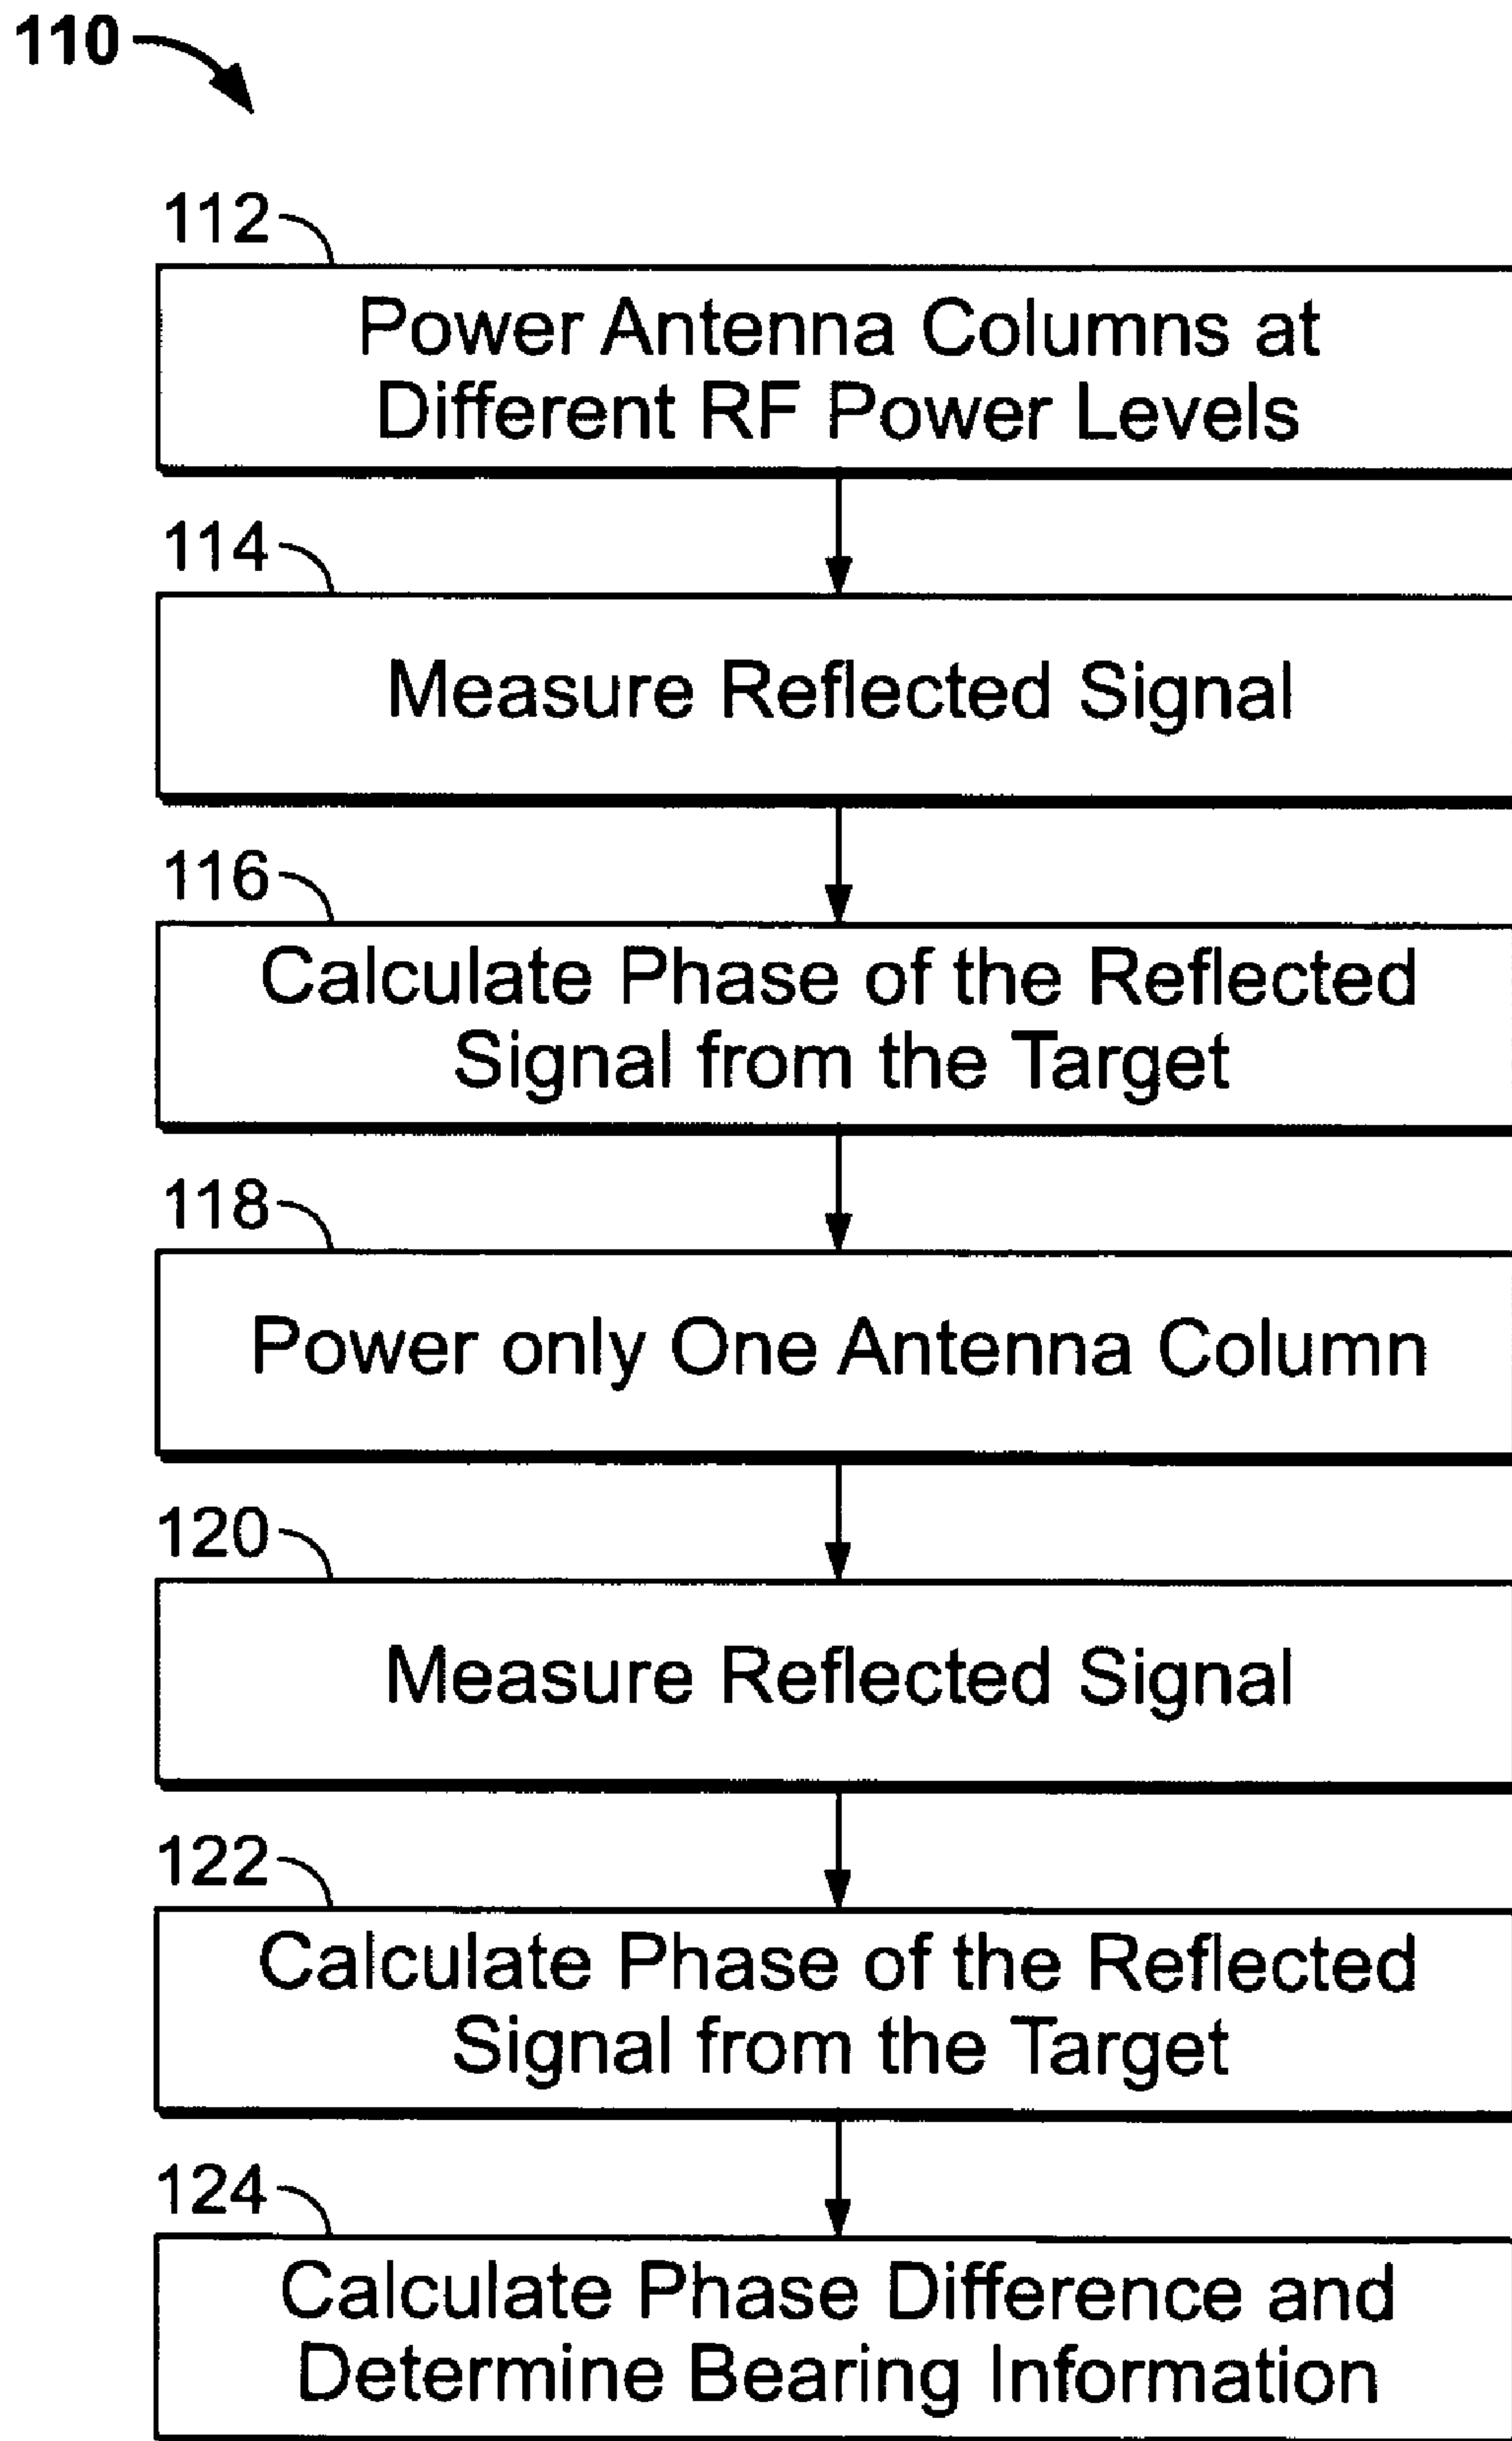 110
112
Power Antenna Columns at
Different RF Power Levels
114
Measure Reflected Signal
116
Calculate Phase of the Reflected
Signal from the Target
118
Power only One Antenna Column
120
Measure Reflected Signal
122
Calculate Phase of the Reflected
Signal from the Target
124
Calculate Phase Difference and
Determine Bearing Information